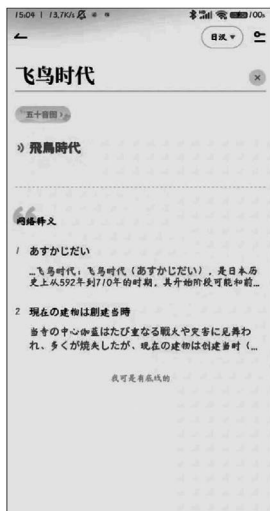 15:04 | 13.7K/s
100%
日汉 ▾
飞鸟时代
五十音图
飛鳥時代
网络释义
1 あすかじだい
…飞鸟时代;飞鸟时代(あすかじだい),是日本历
史上从592年到710年的时期,其开始阶段可能和前…
2 現在の建物は創建当時
当寺の中心伽藍はたび重なる戦火や災害に見舞わ
れ、多くが焼失したが、現在の建物は创建当时(…
我可是有底线的